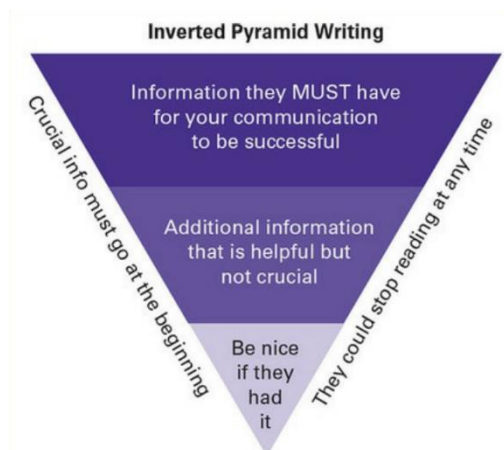 Inverted Pyramid Writing
Information they MUST have
for your communication
to be successful
Additional information
that is helpful but
not crucial
Be nice
if they
had
it
Crucial info must go at the beginning
They could stop reading at any time